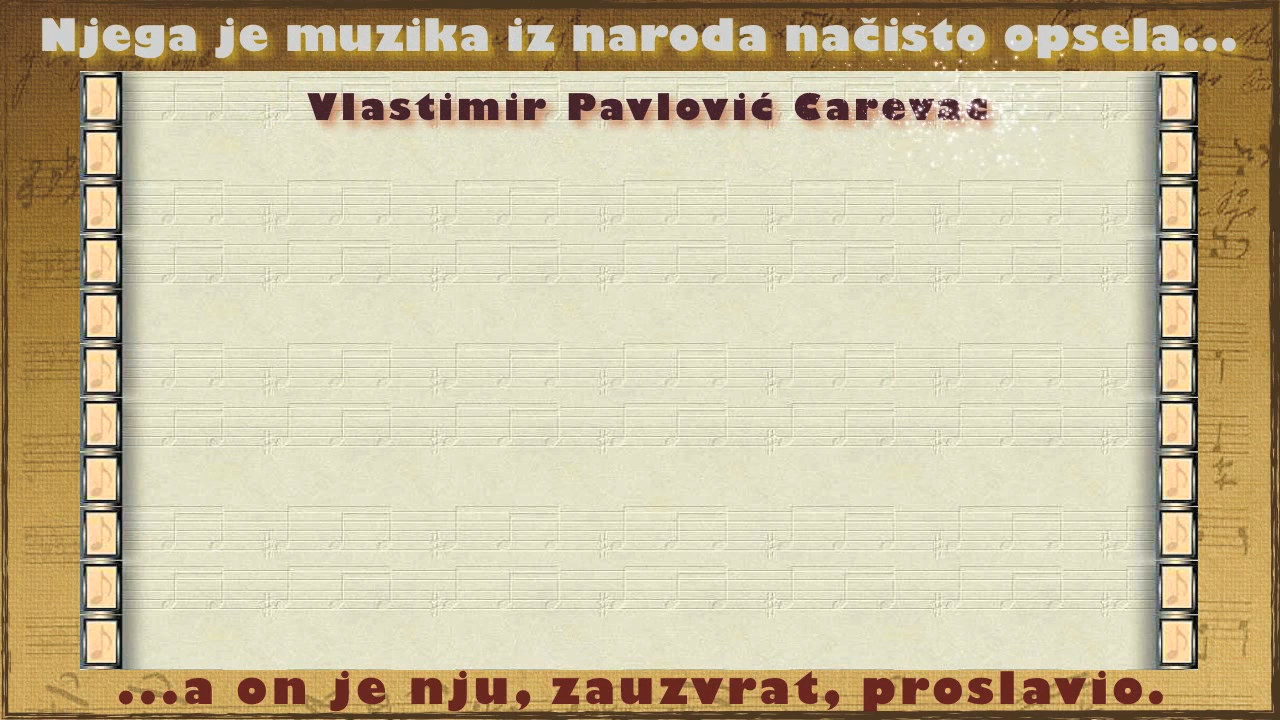 Njega je muzika iz naroda načisto opsela...
Vlastimir Pavlović Carevac
...a on je nju, zauzvrat, proslavio.